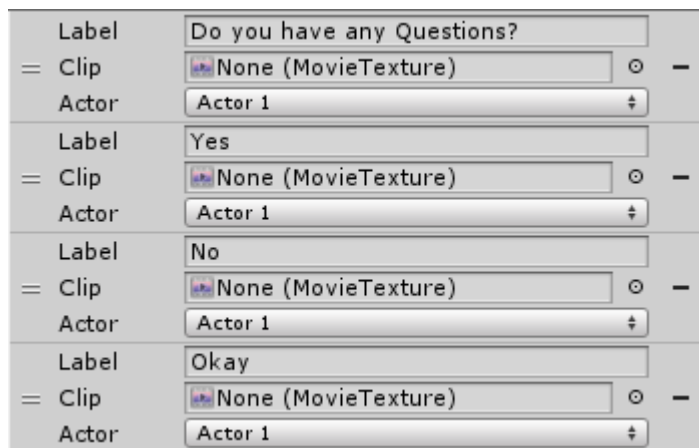 Label Do you have any Questions?
Clip None (MovieTexture)
Actor Actor 1
Label Yes
Clip None (MovieTexture)
Actor Actor 1
Label No
Clip None (MovieTexture)
Actor Actor 1
Label Okay
Clip None (MovieTexture)
Actor Actor 1